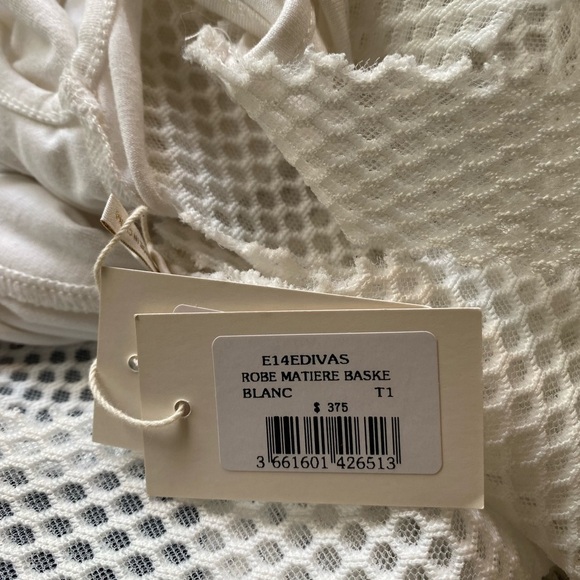 E14EDIVAS
ROBE MATIERE BASKE
BLANC T1
$ 375
3 661601 426513